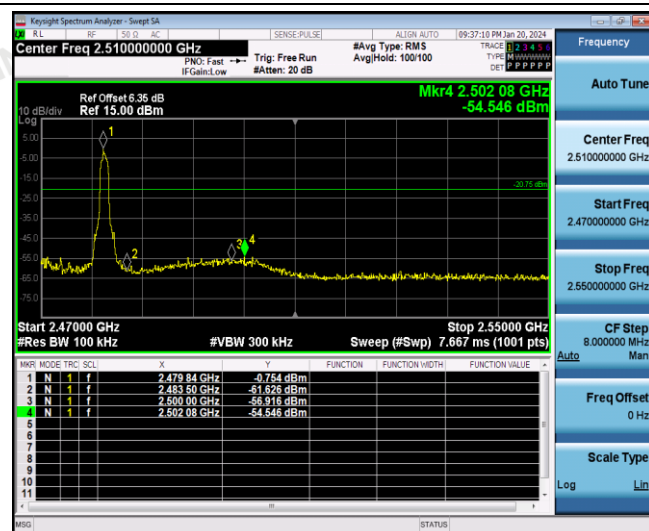 Keysight Spectrum Analyzer - Swept SA
LXI RL RF 50 Ω AC SENSE:PULSE ALIGN AUTO 09:37:10 PM Jan 20, 2024
Center Freq 2.510000000 GHz
PNO: Fast
IFGain:Low
Trig: Free Run
#Atten: 20 dB
#Avg Type: RMS
Avg|Hold: 100/100
TRACE 1 2 3 4 5 6
TYPE MWWWWW
DET P P P P P P
Ref Offset 6.35 dB
10 dB/div Ref 15.00 dBm
Log
Mkr4 2.502 08 GHz
-54.546 dBm
5.00
-5.00
-15.0
-25.0
-35.0
-45.0
-55.0
-65.0
-75.0
1
2
3
4
-20.75 dBm
Start 2.47000 GHz Stop 2.55000 GHz
#Res BW 100 kHz #VBW 300 kHz Sweep (#Swp) 7.667 ms (1001 pts)
MKR MODE TRC SCL X Y FUNCTION FUNCTION WIDTH FUNCTION VALUE
1 N 1 f 2.479 84 GHz -0.754 dBm
2 N 1 f 2.483 50 GHz -61.626 dBm
3 N 1 f 2.500 00 GHz -56.916 dBm
4 N 1 f 2.502 08 GHz -54.546 dBm
5
6
7
8
9
10
11
MSG STATUS
Frequency
Auto Tune
Center Freq
2.510000000 GHz
Start Freq
2.470000000 GHz
Stop Freq
2.550000000 GHz
CF Step
8.000000 MHz
Auto Man
Freq Offset
0 Hz
Scale Type
Log Lin